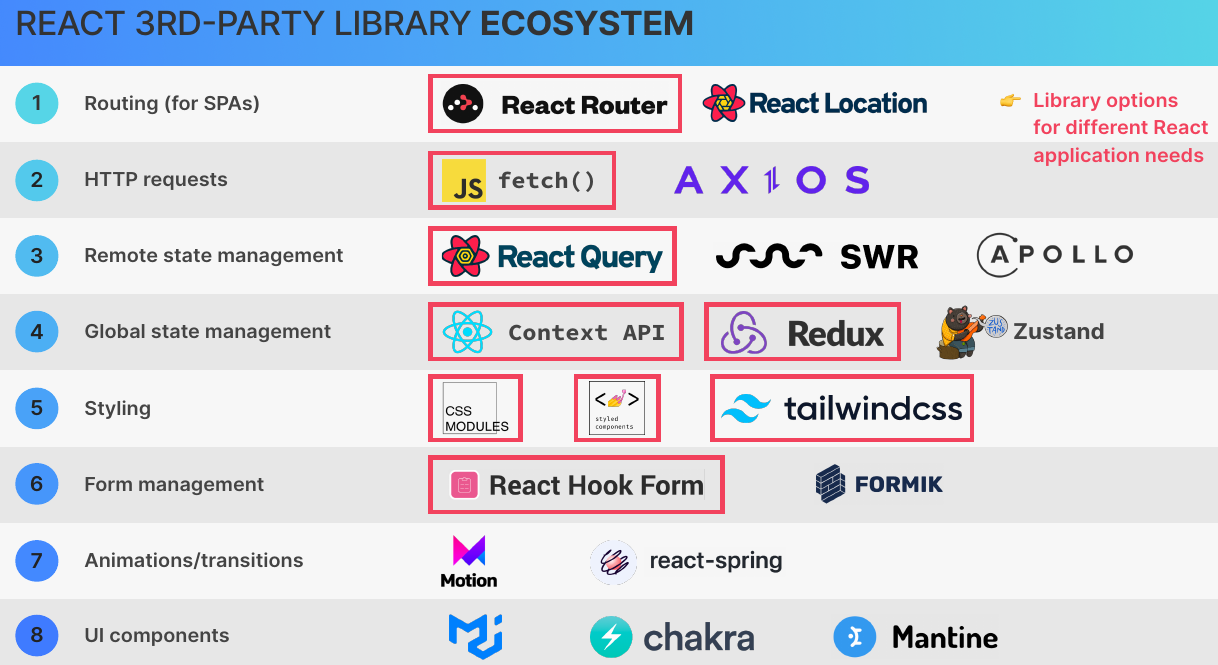 REACT 3RD-PARTY LIBRARY ECOSYSTEM
1 Routing (for SPAs) React Router React Location
Library options
for different React
application needs
2 HTTP requests JS fetch() AXIOS
3 Remote state management React Query SWR APOLLO
4 Global state management Context API Redux ZUSTAND Zustand
5 Styling CSS
MODULES
< >
styled
components
tailwindcss
6 Form management React Hook Form FORMIK
7 Animations/transitions Motion react-spring
8 UI components chakra Mantine